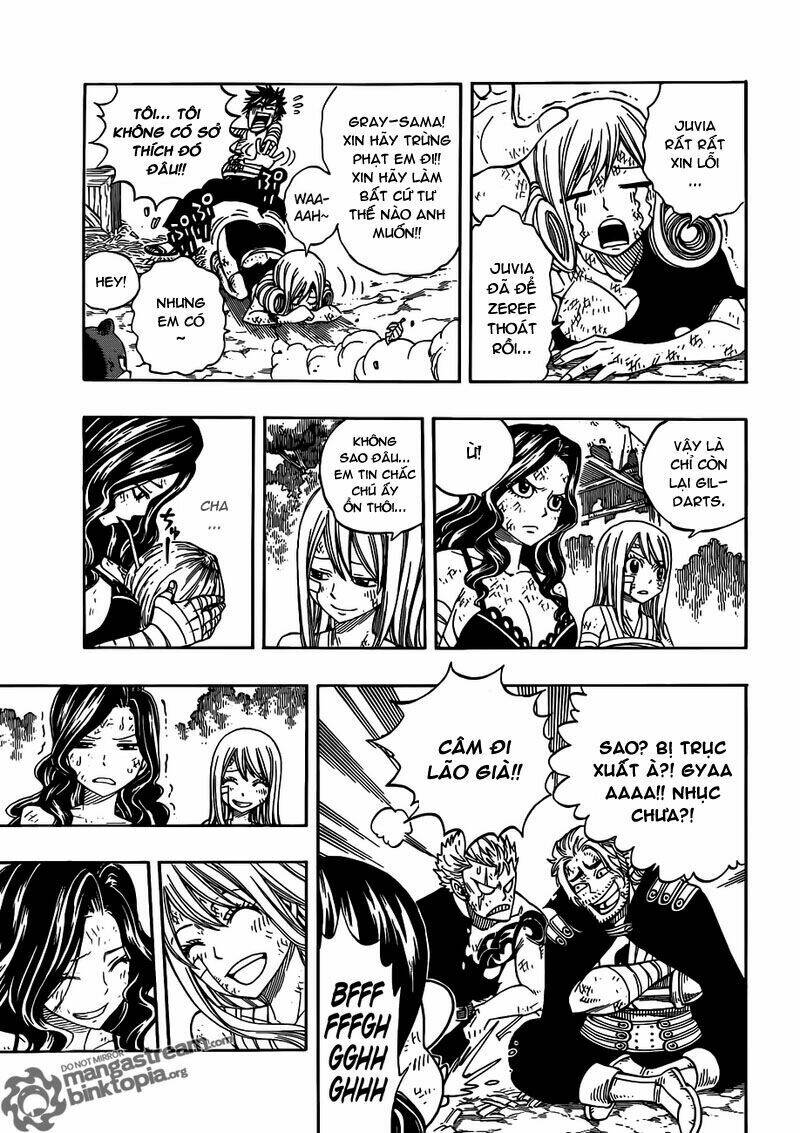 JUVIA
RẤT RẤT
XIN LỖI
...
JUVIA
ĐÃ ĐỂ
ZEREF
THOÁT
RỒI...
GRAY-SAMA!
XIN HÃY TRỪNG
PHẠT EM ĐI!!
XIN HÃY LÀM
BẤT CỨ TƯ
THẾ NÀO ANH
MUỐN!!
WAA-
AAH~
TÔI... TÔI
KHÔNG CÓ SỞ
THÍCH ĐÓ
ĐÂU!!
NHƯNG
EM CÓ
~
HEY!
VẬY LÀ
CHỈ CÒN
LẠI GIL-
DARTS.
Ừ!
KHÔNG
SAO ĐÂU...
EM TIN CHẮC
CHÚ ẤY
ỔN THÔI...
CHA
...
SAO? BỊ TRỤC
XUẤT À?! GYAA
AAAA!! NHỤC
CHƯA?!
CÂM ĐI
LÃO GIÀ!!
BFFF
FFFGH
GGHH
GHHH
DO NOT MIRROR
mangastream.com
binktopia.org